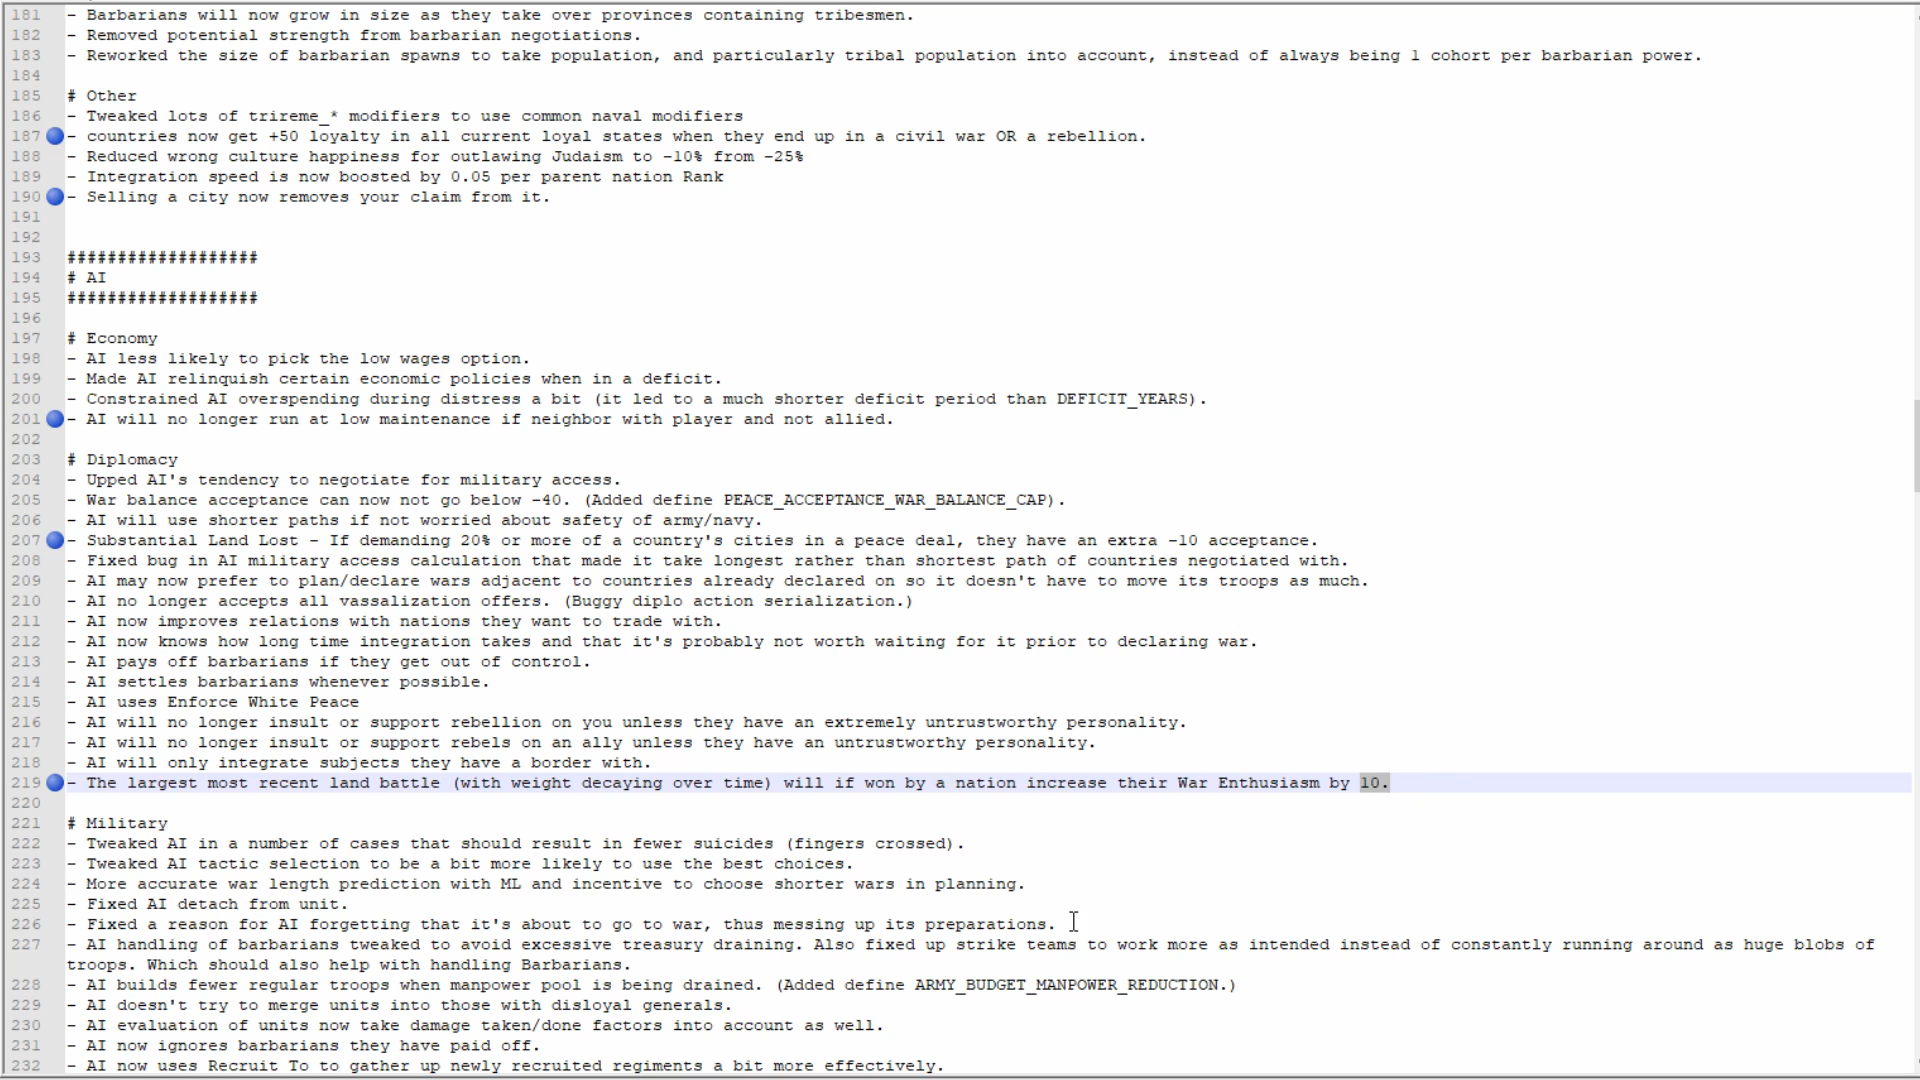 181 - Barbarians will now grow in size as they take over provinces containing tribesmen.
182 - Removed potential strength from barbarian negotiations.
183 - Reworked the size of barbarian spawns to take population, and particularly tribal population into account, instead of always being 1 cohort per barbarian power.
184
185 # Other
186 - Tweaked lots of trireme_* modifiers to use common naval modifiers
187 - countries now get +50 loyalty in all current loyal states when they end up in a civil war OR a rebellion.
188 - Reduced wrong culture happiness for outlawing Judaism to -10% from -25%
189 - Integration speed is now boosted by 0.05 per parent nation Rank
190 - Selling a city now removes your claim from it.
191
192
193 ###################
194 # AI
195 ###################
196
197 # Economy
198 - AI less likely to pick the low wages option.
199 - Made AI relinquish certain economic policies when in a deficit.
200 - Constrained AI overspending during distress a bit (it led to a much shorter deficit period than DEFICIT_YEARS).
201 - AI will no longer run at low maintenance if neighbor with player and not allied.
202
203 # Diplomacy
204 - Upped AI's tendency to negotiate for military access.
205 - War balance acceptance can now not go below -40. (Added define PEACE_ACCEPTANCE_WAR_BALANCE_CAP).
206 - AI will use shorter paths if not worried about safety of army/navy.
207 - Substantial Land Lost - If demanding 20% or more of a country's cities in a peace deal, they have an extra -10 acceptance.
208 - Fixed bug in AI military access calculation that made it take longest rather than shortest path of countries negotiated with.
209 - AI may now prefer to plan/declare wars adjacent to countries already declared on so it doesn't have to move its troops as much.
210 - AI no longer accepts all vassalization offers. (Buggy diplo action serialization.)
211 - AI now improves relations with nations they want to trade with.
212 - AI now knows how long time integration takes and that it's probably not worth waiting for it prior to declaring war.
213 - AI pays off barbarians if they get out of control.
214 - AI settles barbarians whenever possible.
215 - AI uses Enforce White Peace
216 - AI will no longer insult or support rebellion on you unless they have an extremely untrustworthy personality.
217 - AI will no longer insult or support rebels on an ally unless they have an untrustworthy personality.
218 - AI will only integrate subjects they have a border with.
219 - The largest most recent land battle (with weight decaying over time) will if won by a nation increase their War Enthusiasm by 10.
220
221 # Military
222 - Tweaked AI in a number of cases that should result in fewer suicides (fingers crossed).
223 - Tweaked AI tactic selection to be a bit more likely to use the best choices.
224 - More accurate war length prediction with ML and incentive to choose shorter wars in planning.
225 - Fixed AI detach from unit.
226 - Fixed a reason for AI forgetting that it's about to go to war, thus messing up its preparations.
227 - AI handling of barbarians tweaked to avoid excessive treasury draining. Also fixed up strike teams to work more as intended instead of constantly running around as huge blobs of
troops. Which should also help with handling Barbarians.
228 - AI builds fewer regular troops when manpower pool is being drained. (Added define ARMY_BUDGET_MANPOWER_REDUCTION.)
229 - AI doesn't try to merge units into those with disloyal generals.
230 - AI evaluation of units now take damage taken/done factors into account as well.
231 - AI now ignores barbarians they have paid off.
232 - AI now uses Recruit To to gather up newly recruited regiments a bit more effectively.